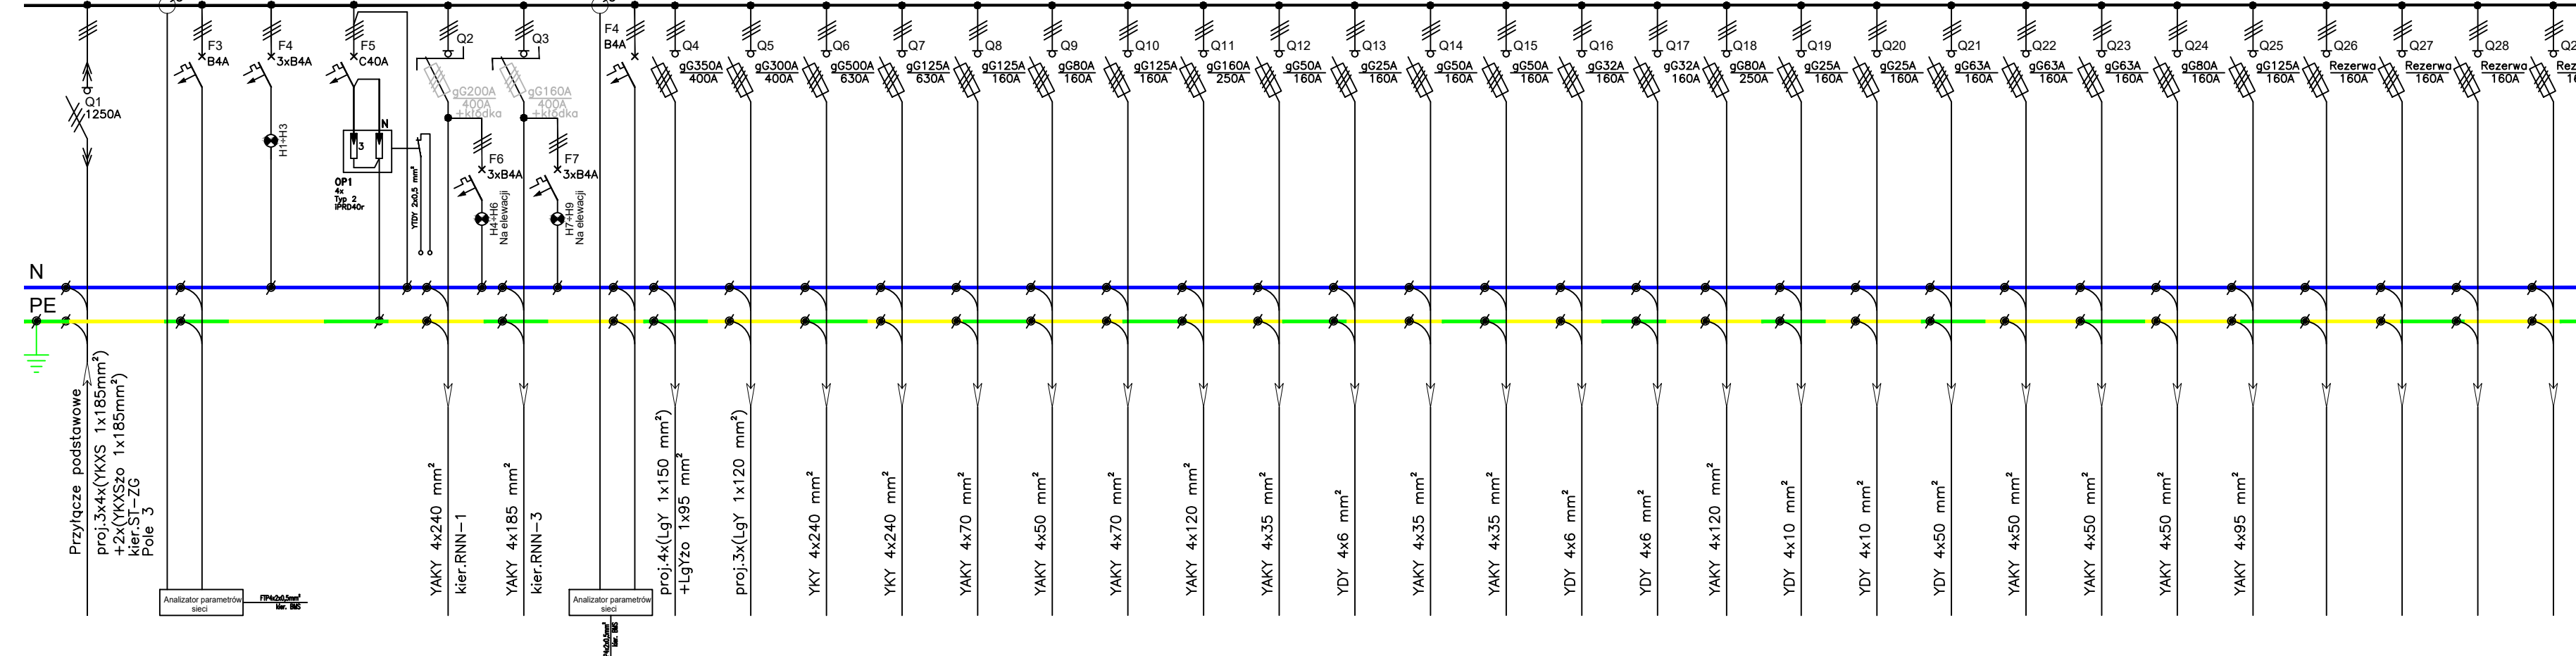 Q1
1250A
F3
B4A
F4
3xB4A
H1÷H3
F5
C40A
N
3
OP1
4x
Typ 2
iPRD40r
YTDY 2x0,5 mm²
Q2
gG200A
400A
+kłódka
F6
3xB4A
H4÷H6
Na elewacji
Q3
gG160A
400A
+kłódka
F7
3xB4A
H7÷H9
Na elewacji
F4
B4A
Q4
gG350A
400A
Q5
gG300A
400A
Q6
gG500A
630A
Q7
gG125A
630A
Q8
gG125A
160A
Q9
gG80A
160A
Q10
gG125A
160A
Q11
gG160A
250A
Q12
gG50A
160A
Q13
gG25A
160A
Q14
gG50A
160A
Q15
gG50A
160A
Q16
gG32A
160A
Q17
gG32A
160A
Q18
gG80A
250A
Q19
gG25A
160A
Q20
gG25A
160A
Q21
gG63A
160A
Q22
gG63A
160A
Q23
gG63A
160A
Q24
gG80A
160A
Q25
gG125A
160A
Q26
Rezerwa
160A
Q27
Rezerwa
160A
Q28
Rezerwa
160A
N
PE
Przyłącze podstawowe
proj.3x4x(YKXS 1x185mm²)
+2x(YKXSżo 1x185mm²)
kier.ST-ZG
Pole 3
Analizator parametrów
sieci
FTP4x2x0,5mm²
kier. BMS
YAKY 4x240 mm²
kier.RNN-1
YAKY 4x185 mm²
kier.RNN-3
Analizator parametrów
sieci
kier. BMS
proj.4x(LgY 1x150 mm²)
+LgYżo 1x95 mm²
proj.3x(LgY 1x120 mm²)
YKY 4x240 mm²
YKY 4x240 mm²
YAKY 4x70 mm²
YAKY 4x50 mm²
YAKY 4x70 mm²
YAKY 4x120 mm²
YAKY 4x35 mm²
YDY 4x6 mm²
YAKY 4x35 mm²
YAKY 4x35 mm²
YDY 4x6 mm²
YDY 4x6 mm²
YAKY 4x120 mm²
YDY 4x10 mm²
YDY 4x10 mm²
YDY 4x50 mm²
YAKY 4x50 mm²
YAKY 4x50 mm²
YAKY 4x50 mm²
YAKY 4x95 mm²